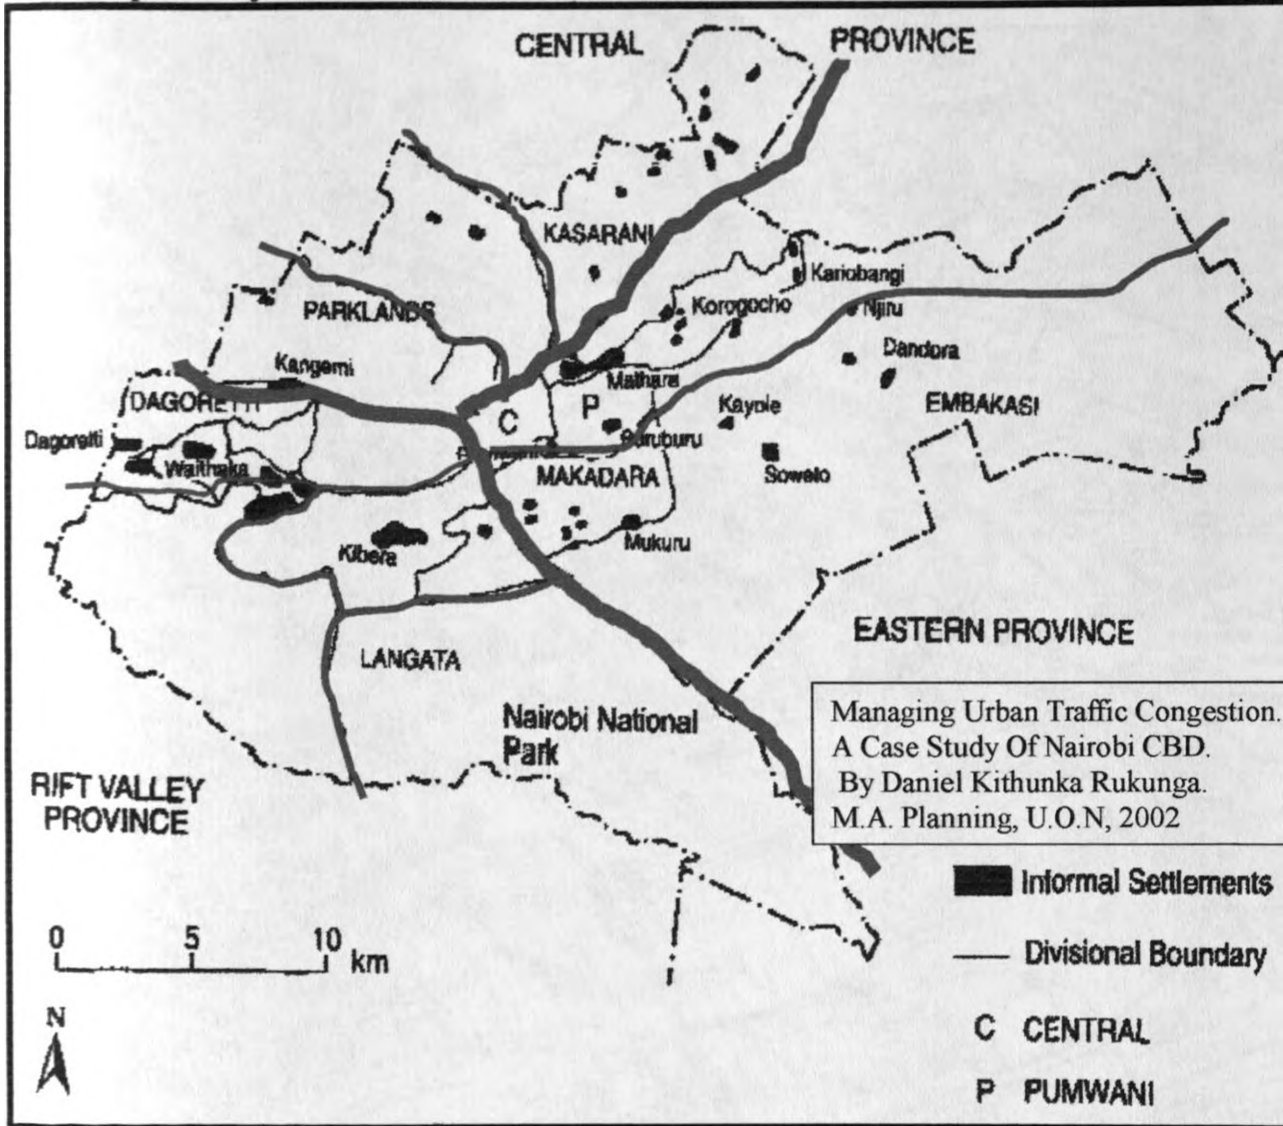 CENTRAL
PROVINCE
KASARANI
Kariobangi
PARKLANDS
Korogocho
Njiru
Kangemi
Mathara
Dandora
DAGORETTI
C
P
Kayole
EMBAKASI
Dagoretti
Buruburu
Waithaka
MAKADARA
Soweto
Kibera
Mukuru
LANGATA
EASTERN PROVINCE
Nairobi National
Park
RIFT VALLEY
PROVINCE
Managing Urban Traffic Congestion.
A Case Study Of Nairobi CBD.
By Daniel Kithunka Rukunga.
M.A. Planning, U.O.N, 2002
Informal Settlements
Divisional Boundary
C CENTRAL
P PUMWANI
0 5 10
km
N